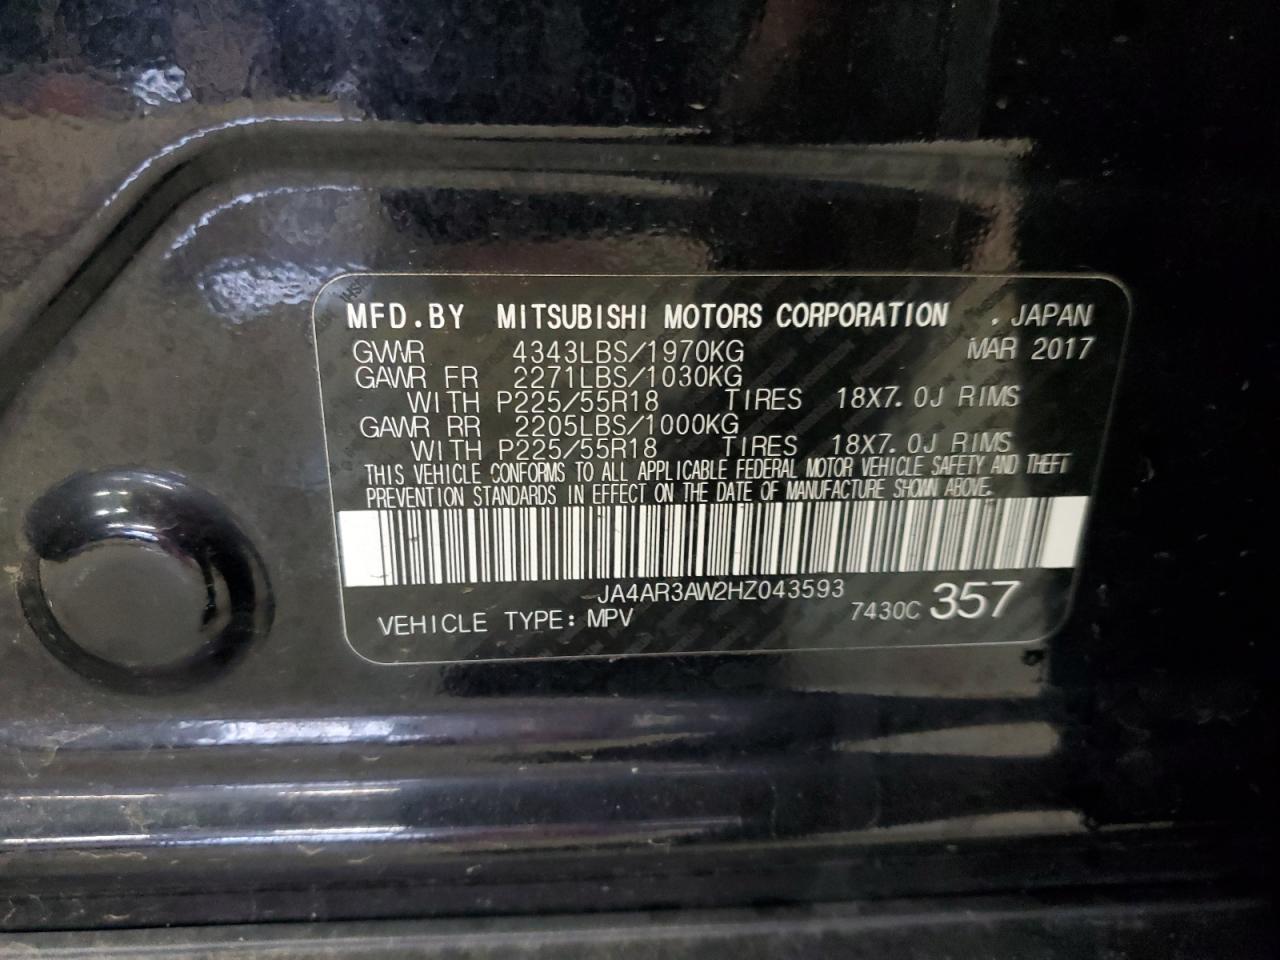 MFD.BY MITSUBISHI MOTORS CORPORATION . JAPAN
GVWR 4343LBS/1970KG MAR 2017
GAWR FR 2271LBS/1030KG
WITH P225/55R18 TIRES 18X7.0J RIMS
GAWR RR 2205LBS/1000KG
WITH P225/55R18 TIRES 18X7.0J RIMS
THIS VEHICLE CONFORMS TO ALL APPLICABLE FEDERAL MOTOR VEHICLE SAFETY AND THEFT
PREVENTION STANDARDS IN EFFECT ON THE DATE OF MANUFACTURE SHOWN ABOVE.
JA4AR3AW2HZ043593
VEHICLE TYPE: MPV 7430C 357